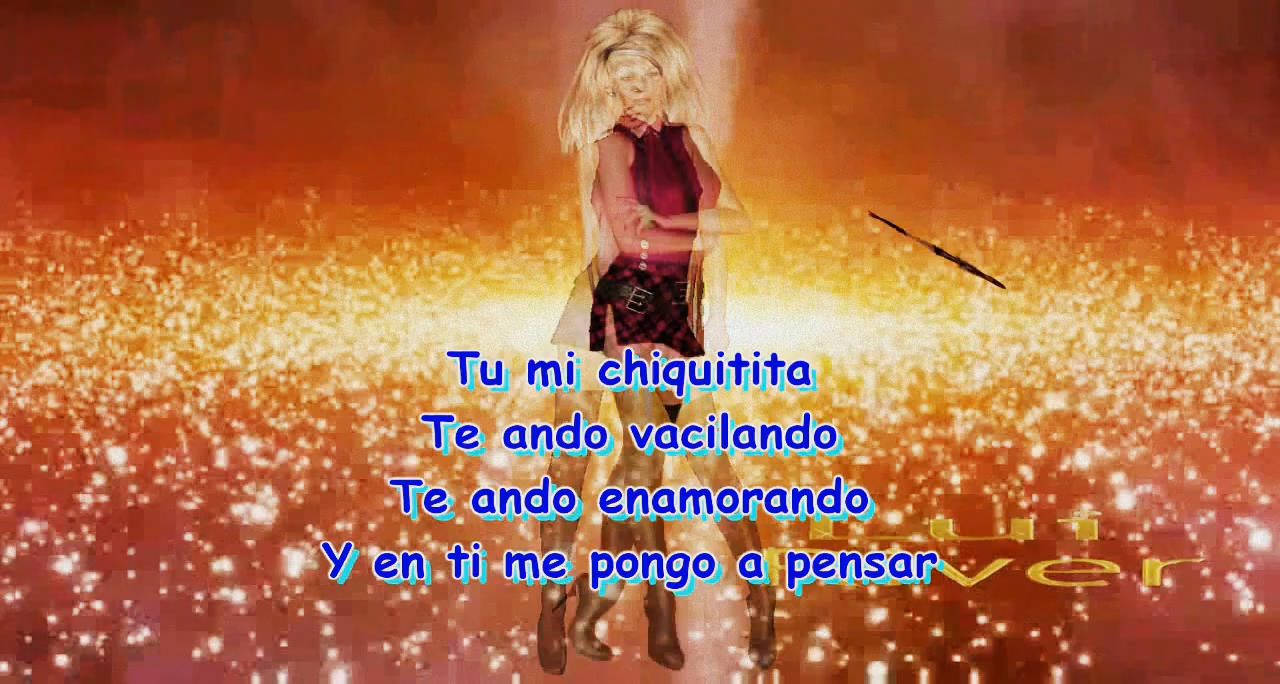 Tu mi chiquitita
Te ando vacilando
Te ando enamorando
Y en ti me pongo a pensar